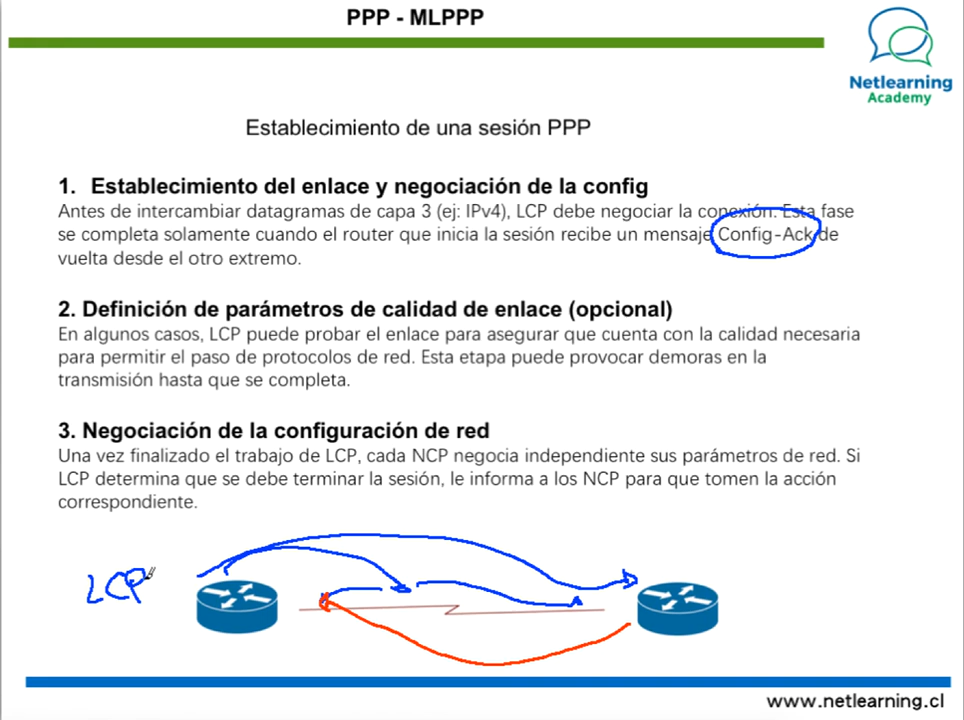 PPP - MLPPP
Netlearning
Academy
Establecimiento de una sesión PPP
1. Establecimiento del enlace y negociación de la config
Antes de intercambiar datagramas de capa 3 (ej: IPv4), LCP debe negociar la conexión. Esta fase
se completa solamente cuando el router que inicia la sesión recibe un mensaje Config-Ack de
vuelta desde el otro extremo.
2. Definición de parámetros de calidad de enlace (opcional)
En algunos casos, LCP puede probar el enlace para asegurar que cuenta con la calidad necesaria
para permitir el paso de protocolos de red. Esta etapa puede provocar demoras en la
transmisión hasta que se completa.
3. Negociación de la configuración de red
Una vez finalizado el trabajo de LCP, cada NCP negocia independiente sus parámetros de red. Si
LCP determina que se debe terminar la sesión, le informa a los NCP para que tomen la acción
correspondiente.
LCP
www.netlearning.cl